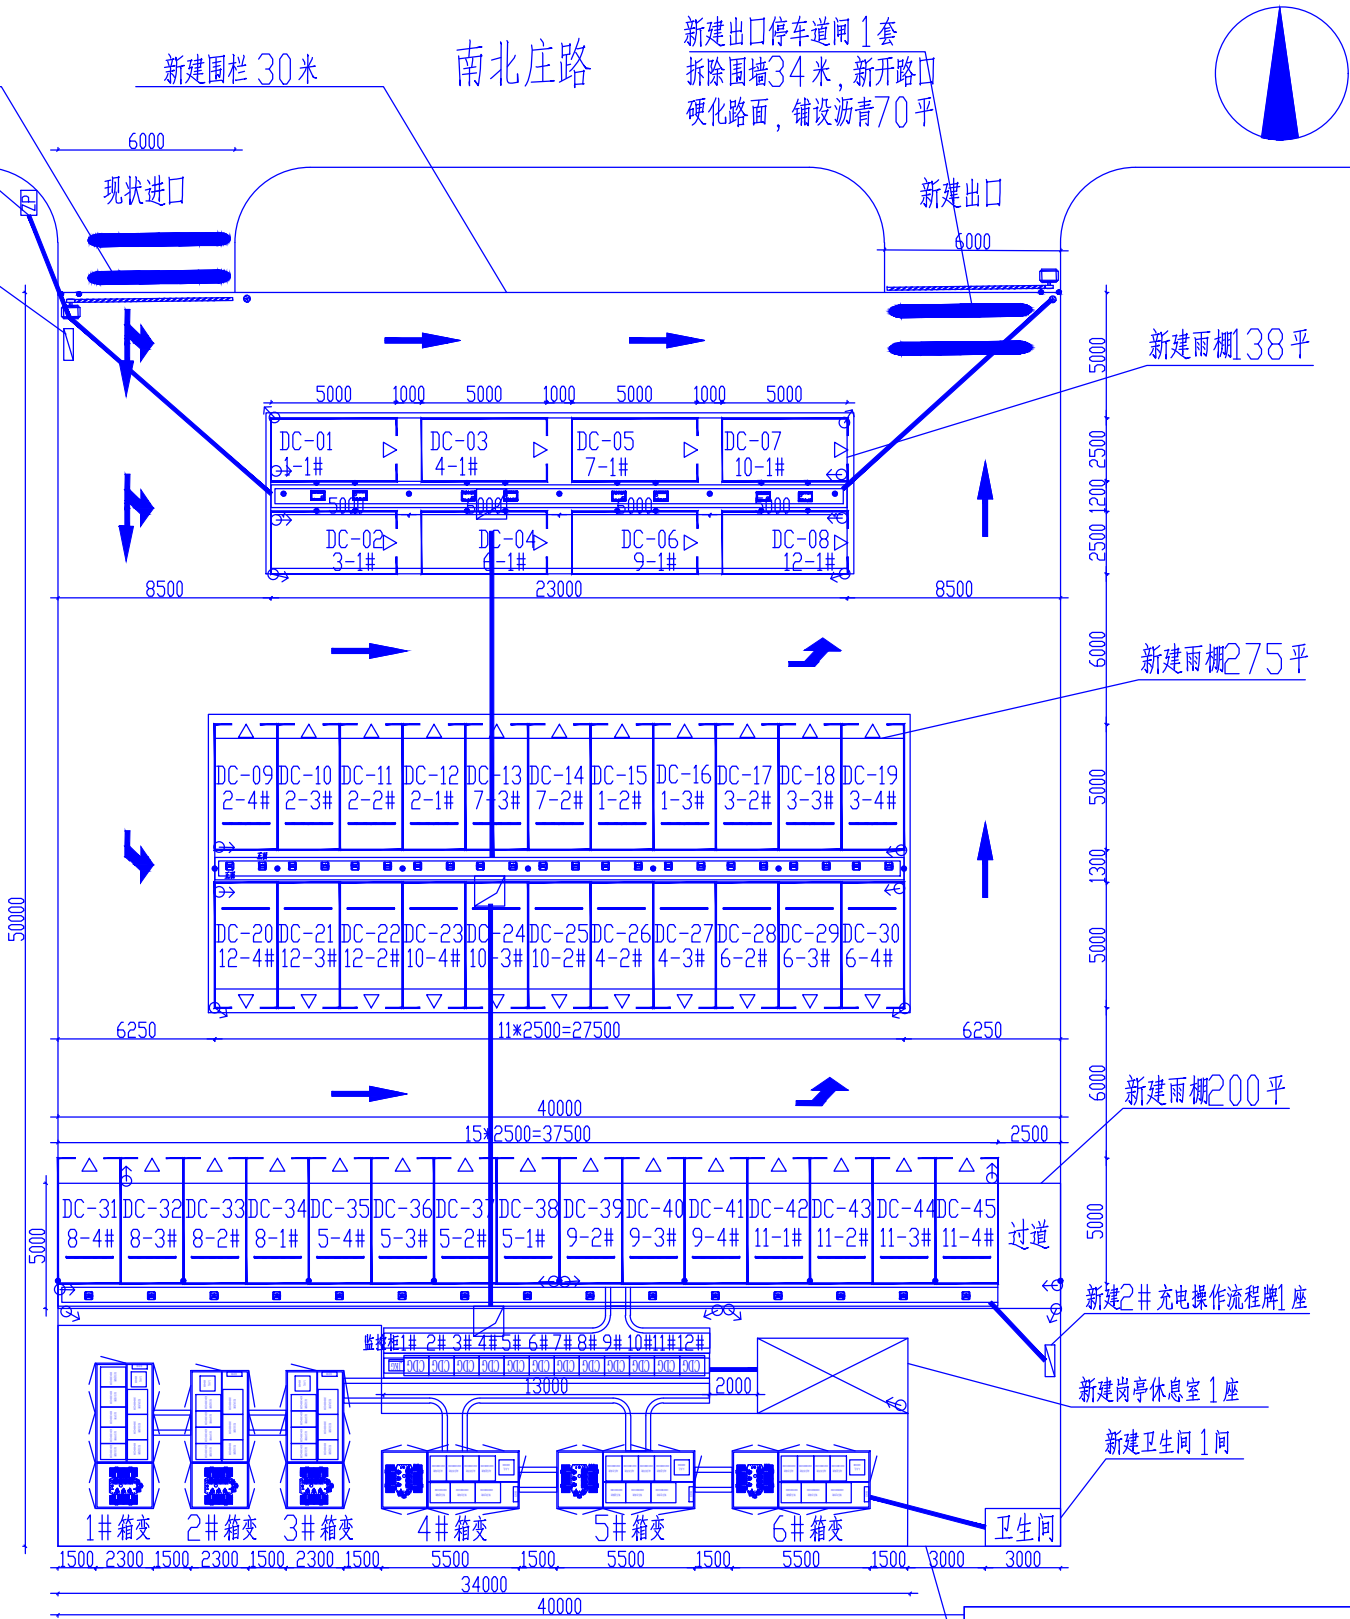 新建出口停车道闸 1 套
南北庄路
新建围栏 30 米
拆除围墙34 米，新开路口
硬化路面，铺设沥青70 平
6000
现状进口
新建出口
ZP
6000
新建雨棚138 平
5000
5000 1000 5000 1000 5000 1000 5000
DC-01 DC-03 DC-05 DC-07
1-1# 4-1# 7-1# 10-1#
2500
1200
5000 6000 6000 5000
DC-02 DC-04 DC-06 DC-08
3-1# 6-1# 9-1# 12-1#
2500
8500 23000 8500
6000
新建雨棚275 平
DC-09 DC-10 DC-11 DC-12 DC-13 DC-14 DC-15 DC-16 DC-17 DC-18 DC-19
2-4# 2-3# 2-2# 2-1# 7-3# 7-2# 1-2# 1-3# 3-2# 3-3# 3-4#
5000
1300
50000
DC-20 DC-21 DC-22 DC-23 DC-24 DC-25 DC-26 DC-27 DC-28 DC-29 DC-30
12-4# 12-3# 12-2# 10-4# 10-3# 10-2# 4-2# 4-3# 6-2# 6-3# 6-4#
5000
6250 11*2500=27500 6250
6000
新建雨棚200 平
40000
15*2500=37500 2500
DC-31 DC-32 DC-33 DC-34 DC-35 DC-36 DC-37 DC-38 DC-39 DC-40 DC-41 DC-42 DC-43 DC-44 DC-45
8-4# 8-3# 8-2# 8-1# 5-4# 5-3# 5-2# 5-1# 9-2# 9-3# 9-4# 11-1# 11-2# 11-3# 11-4#
过道
5000
5000
新建2# 充电操作流程牌1 座
监控柜1# 2# 3# 4# 5# 6# 7# 8# 9# 10# 11# 12#
13000 2000
新建岗亭休息室 1 座
新建卫生间 1 间
1# 箱变 2# 箱变 3# 箱变 4# 箱变 5# 箱变 6# 箱变 卫生间
1500 2300 1500 2300 1500 2300 1500 5500 1500 5500 1500 5500 1500 3000 3000
34000
40000